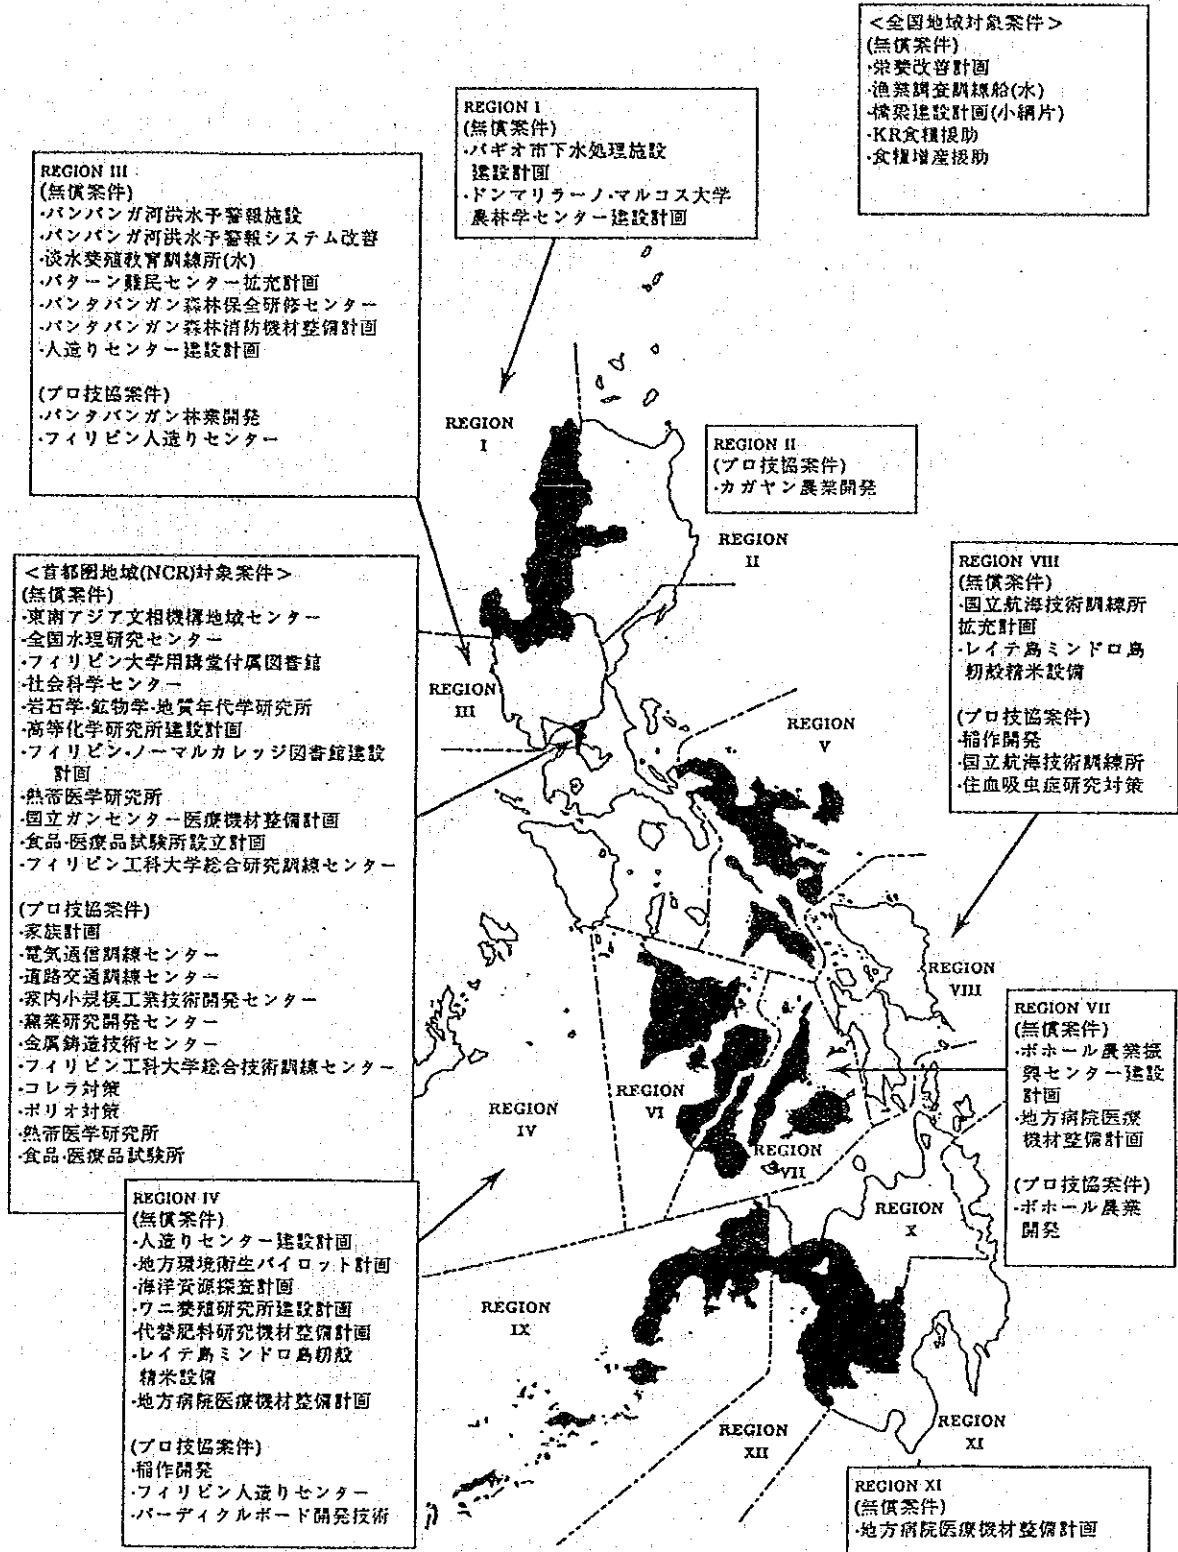 <全国地域対象案件>
(無償案件)
·栄養改善計画
·漁業調査訓練船(水)
·橋梁建設計画(小網片)
·KR食糧援助
·食糧増産援助
REGION I
(無償案件)
·バギオ市下水処理施設
建設計画
·ドンマリラーノ·マルコス大学
農林学センター建設計画
REGION III
(無償案件)
·パンパンガ河洪水予警報施設
·パンパンガ河洪水予警報システム改善
·淡水養殖教育訓練所(水)
·バターン難民センター拡充計画
·パンタバンガン森林保全研修センター
·パンタバンガン森林消防機材整備計画
·人造りセンター建設計画
(プロ技協案件)
·パンタバンガン林業開発
·フィリピン人造りセンター
REGION
I
REGION II
(プロ技協案件)
·カガヤン農業開発
REGION
II
<首都圏地域(NCR)対象案件>
(無償案件)
·東南アジア文相機構地域センター
·全国水理研究センター
·フィリピン大学用講堂付属図書館
·社会科学センター
·岩石学·鉱物学·地質年代学研究所
·高等化学研究所建設計画
·フィリピン·ノーマルカレッジ図書館建設
計画
·熱帯医学研究所
·国立ガンセンター医療機材整備計画
·食品·医療品試験所設立計画
·フィリピン工科大学総合研究訓練センター
(プロ技協案件)
·家族計画
·電気通信訓練センター
·道路交通訓練センター
·家内小規模工業技術開発センター
·窯業研究開発センター
·金属鋳造技術センター
·フィリピン工科大学総合技術訓練センター
·コレラ対策
·ポリオ対策
·熱帯医学研究所
·食品·医療品試験所
REGION
III
REGION
V
REGION VIII
(無償案件)
·国立航海技術訓練所
拡充計画
·レイテ島ミンドロ島
籾殻精米設備
(プロ技協案件)
·稲作開発
·国立航海技術訓練所
·住血吸虫症研究対策
REGION
VIII
REGION VII
(無償案件)
·ボホール農業振
興センター建設
計画
·地方病院医療
機材整備計画
(プロ技協案件)
·ボホール農業
開発
REGION
VI
REGION
IV
REGION
VII
REGION
X
REGION IV
(無償案件)
·人造りセンター建設計画
·地方環境衛生パイロット計画
·海洋資源探査計画
·ワニ養殖研究所建設計画
·代替肥料研究機材整備計画
·レイテ島ミンドロ島籾殻
精米設備
·地方病院医療機材整備計画
(プロ技協案件)
·稲作開発
·フィリピン人造りセンター
·パーディクルボード開発技術
REGION
IX
REGION
XII
REGION
XI
REGION XI
(無償案件)
·地方病院医療機材整備計画